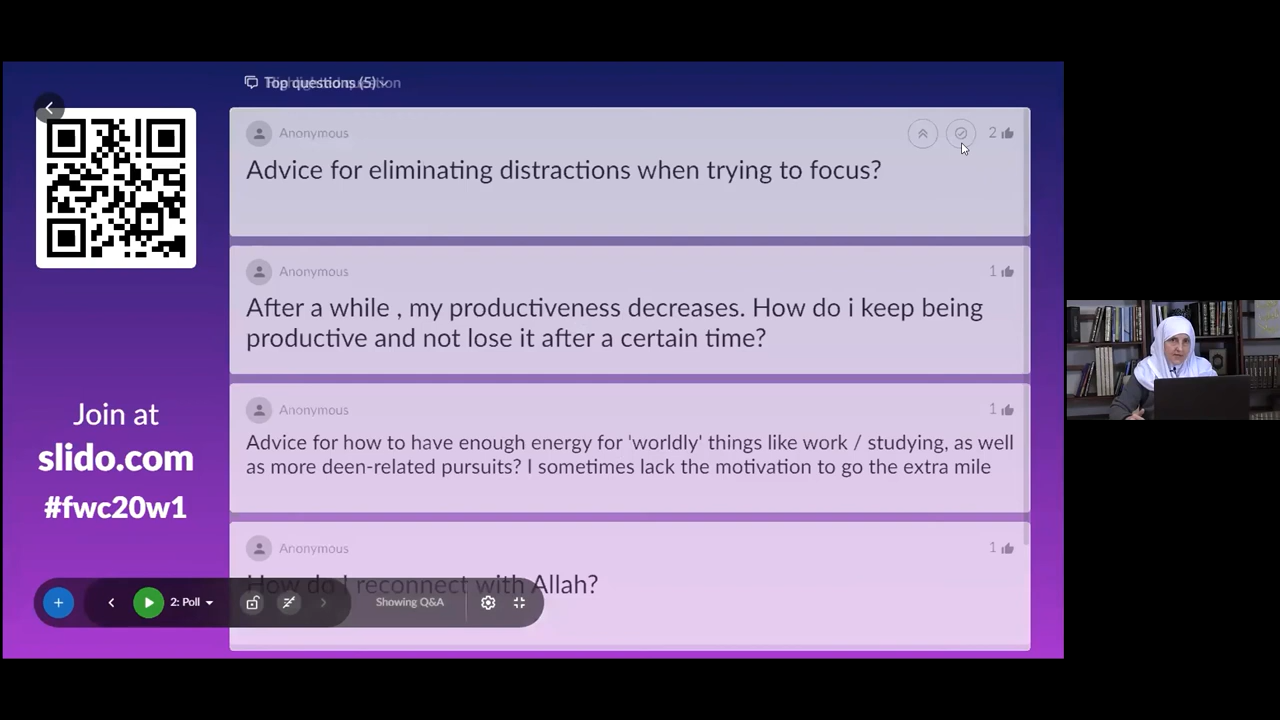 Top questions (5)
Anonymous
2
Advice for eliminating distractions when trying to focus?
Anonymous
1
After a while , my productiveness decreases. How do i keep being
productive and not lose it after a certain time?
Join at
slido.com
#fwc20w1
Anonymous
1
Advice for how to have enough energy for 'worldly' things like work / studying, as well
as more deen-related pursuits? I sometimes lack the motivation to go the extra mile
Anonymous
1
How do I reconnect with Allah?
2: Poll
Showing Q&A